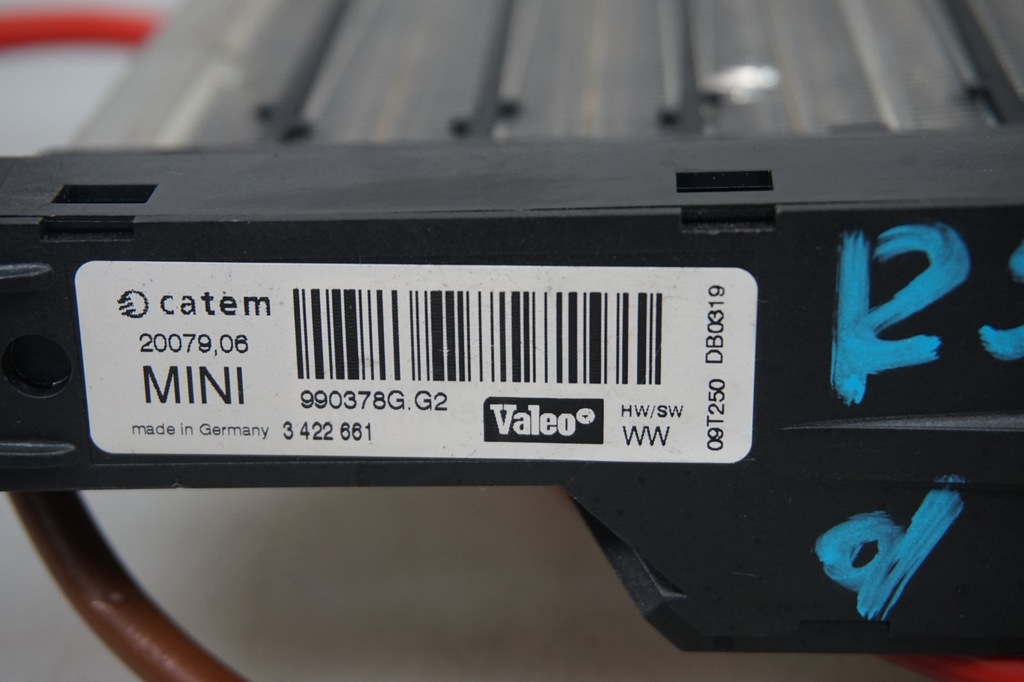 catem
20079,06
MINI
made in Germany
990378G.G2
3 422 661
Valeo
HW/SW
WW
09T250 DB0319
d